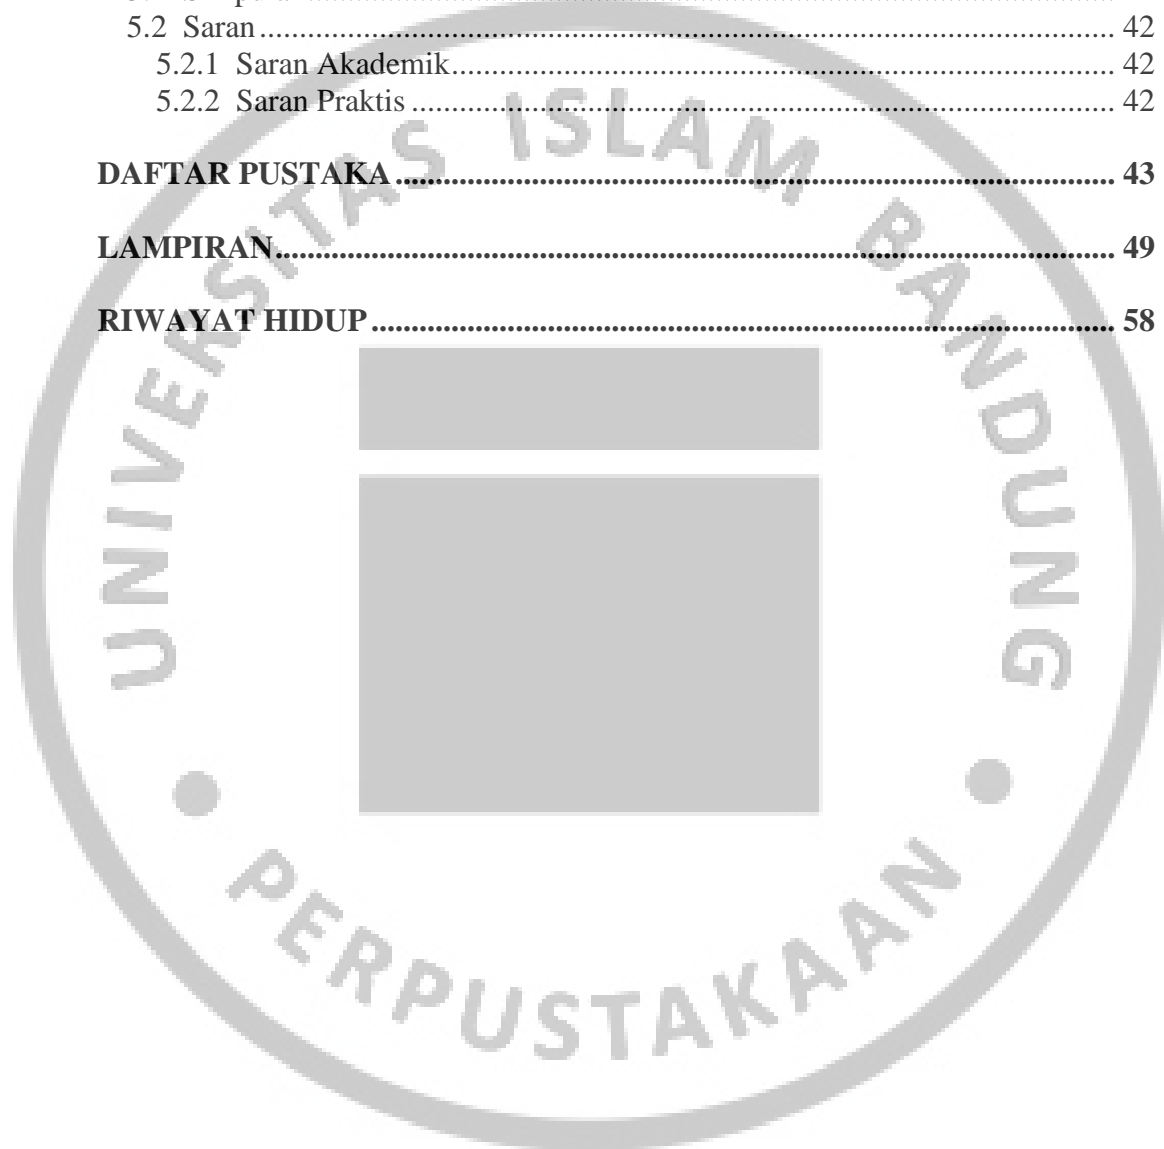 5.2 Saran ........................................................................................................... 42
5.2.1 Saran Akademik................................................................................... 42
5.2.2 Saran Praktis ........................................................................................ 42
DAFTAR PUSTAKA .......................................................................................... 43
LAMPIRAN......................................................................................................... 49
RIWAYAT HIDUP ............................................................................................. 58
UNIVERSITAS ISLAM BANDUNG
PERPUSTAKAAN